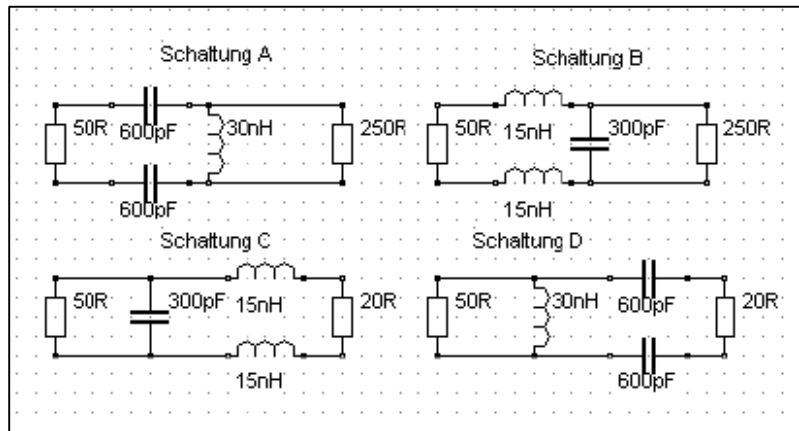 Schaltung A
50R
600pF
30nH
250R
600pF
Schaltung B
50R
15nH
300pF
250R
15nH
Schaltung C
50R
300pF
15nH
20R
15nH
Schaltung D
50R
30nH
600pF
20R
600pF